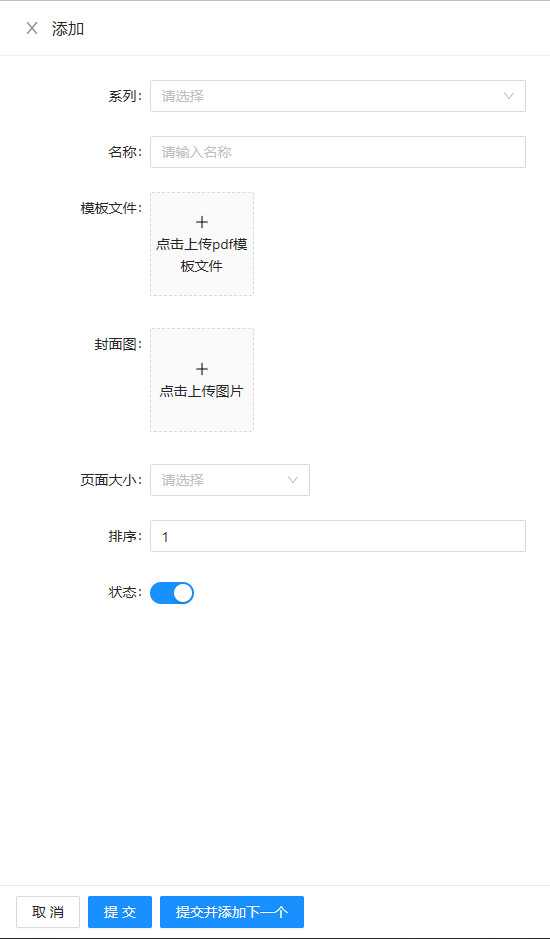 添加
系列:
请选择
名称:
请输入名称
模板文件:
点击上传pdf模
板文件
封面图:
点击上传图片
页面大小:
请选择
排序:
1
状态:
取 消
提 交
提交并添加下一个